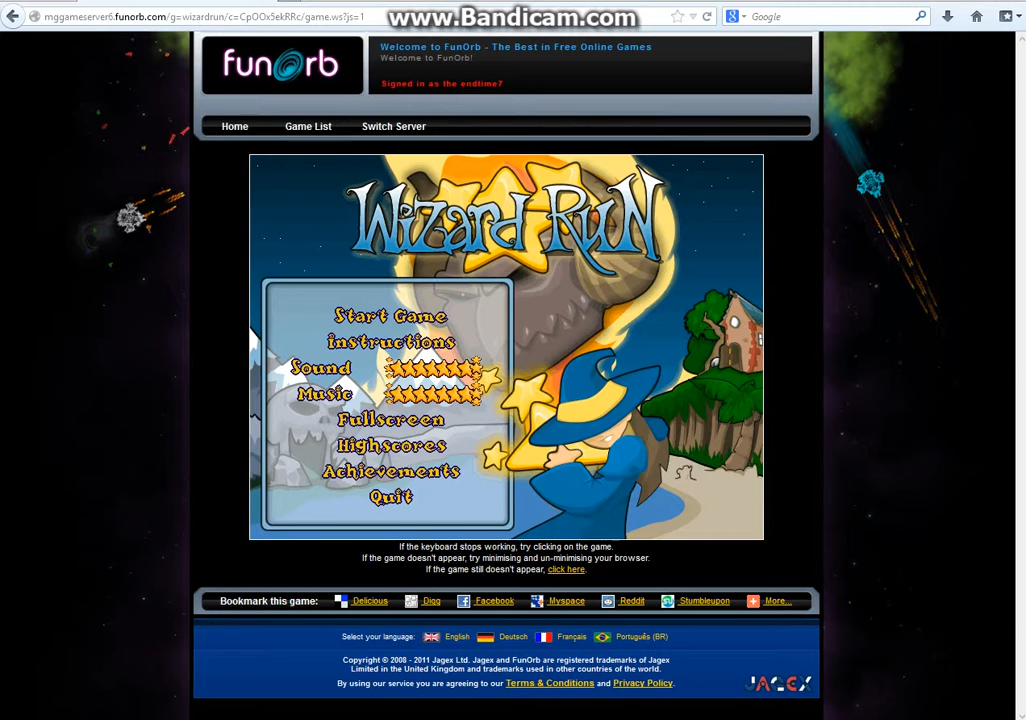 mggameserver6.funorb.com/g=wizardrun/c=CpOOx5ekRRc/game.ws?js=1
www.Bandicam.com
Google
funorb
Welcome to FunOrb - The Best in Free Online Games
Welcome to FunOrb!
Signed in as the endtime7
Home
Game List
Switch Server
Wizard Run
Start Game
Instructions
Sound
Music
Fullscreen
Highscores
Achievements
Quit
If the keyboard stops working, try clicking on the game.
If the game doesn't appear, try minimising and un-minimising your browser.
If the game still doesn't appear, click here.
Bookmark this game: Delicious Digg Facebook Myspace Reddit Stumbleupon More...
Select your language: English Deutsch Français Português (BR)
Copyright © 2008 - 2011 Jagex Ltd. Jagex and FunOrb are registered trademarks of Jagex
Limited in the United Kingdom and trademarks used in other countries of the world.
By using our service you are agreeing to our Terms & Conditions and Privacy Policy.
JAGEX